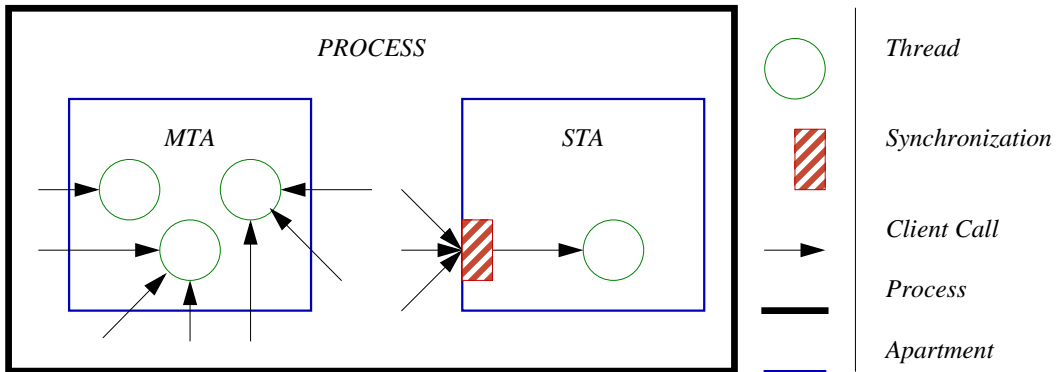 PROCESS
MTA
STA
Thread
Synchronization
Client Call
Process
Apartment